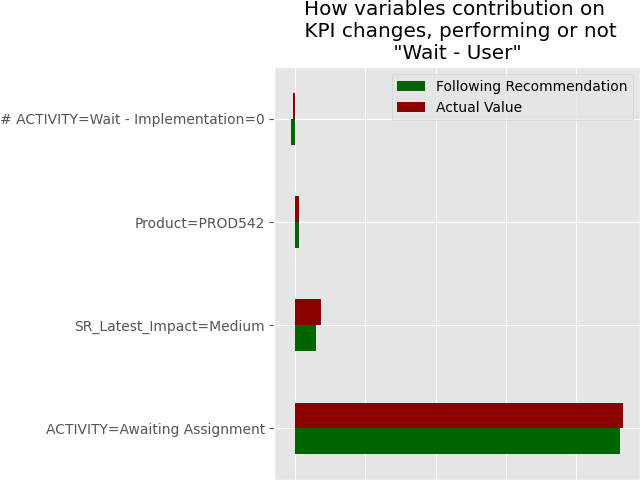 How variables contribution on
KPI changes, performing or not
"Wait - User"
Following Recommendation
Actual Value
# ACTIVITY=Wait - Implementation=0
Product=PROD542
SR_Latest_Impact=Medium
ACTIVITY=Awaiting Assignment